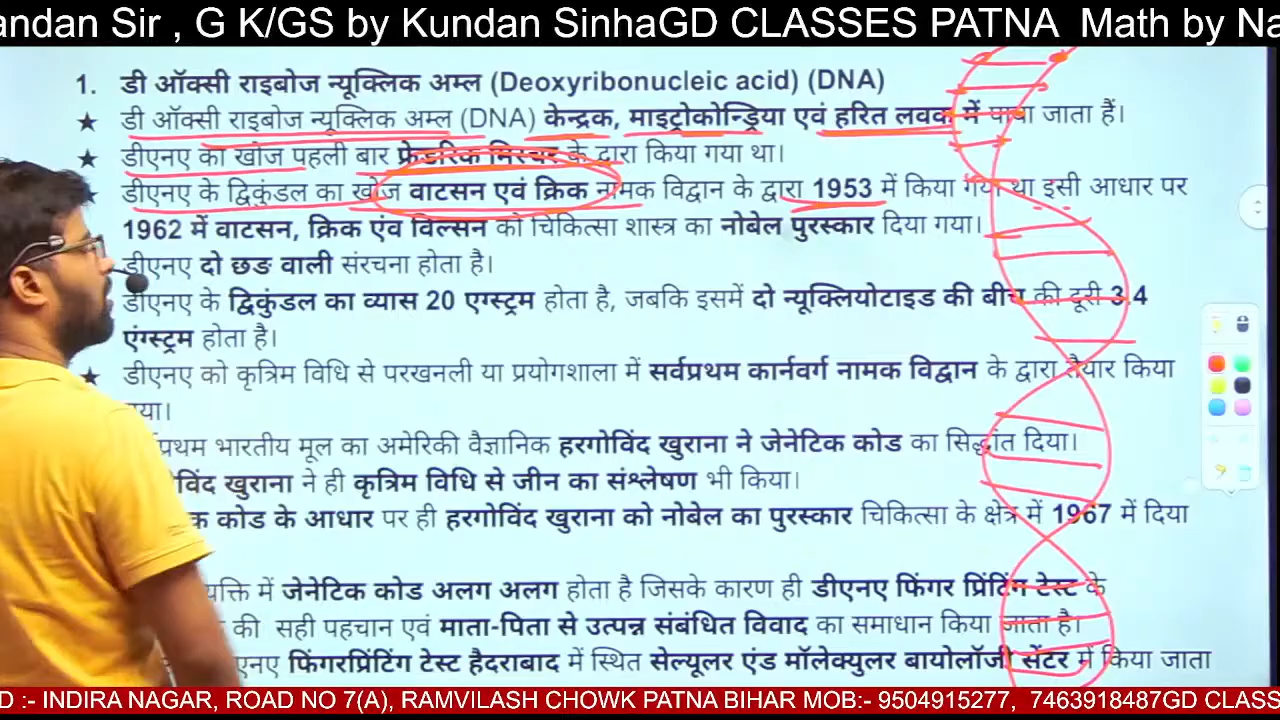 andan Sir , G K/GS by Kundan SinhaGD CLASSES PATNA Math by Na
1. डी ऑक्सी राइबोज न्यूक्लिक अम्ल (Deoxyribonucleic acid) (DNA)
★ डी ऑक्सी राइबोज न्यूक्लिक अम्ल (DNA) केन्द्रक, माइट्रोकोन्ड्रिया एवं हरित लवक में पाया जाता हैं।
★ डीएनए का खोज पहली बार फ्रेडरिक मिस्चर के द्वारा किया गया था।
★ डीएनए के द्विकुंडल का खोज वाटसन एवं क्रिक नामक विद्वान के द्वारा 1953 में किया गया था इसी आधार पर
1962 में वाटसन, क्रिक एंव विल्सन को चिकित्सा शास्त्र का नोबेल पुरस्कार दिया गया।
डीएनए दो छड वाली संरचना होता है।
डीएनए के द्विकुंडल का व्यास 20 एग्स्ट्रम होता है, जबकि इसमें दो न्यूक्लियोटाइड की बीच की दूरी 3.4
एंग्स्ट्रम होता है।
★ डीएनए को कृत्रिम विधि से परखनली या प्रयोगशाला में सर्वप्रथम कार्नवर्ग नामक विद्वान के द्वारा तैयार किया
गया।
प्रथम भारतीय मूल का अमेरिकी वैज्ञानिक हरगोविंद खुराना ने जेनेटिक कोड का सिद्धांत दिया।
विंद खुराना ने ही कृत्रिम विधि से जीन का संश्लेषण भी किया।
क कोड के आधार पर ही हरगोविंद खुराना को नोबेल का पुरस्कार चिकित्सा के क्षेत्र में 1967 में दिया
यक्ति में जेनेटिक कोड अलग अलग होता है जिसके कारण ही डीएनए फिंगर प्रिंटिंग टेस्ट के
की सही पहचान एवं माता-पिता से उत्पन्न संबंधित विवाद का समाधान किया जाता है।
एनए फिंगरप्रिंटिंग टेस्ट हैदराबाद में स्थित सेल्यूलर एंड मॉलेक्युलर बायोलॉजी सेंटर में किया जाता
D :- INDIRA NAGAR, ROAD NO 7(A), RAMVILASH CHOWK PATNA BIHAR MOB:- 9504915277, 7463918487GD CLASS